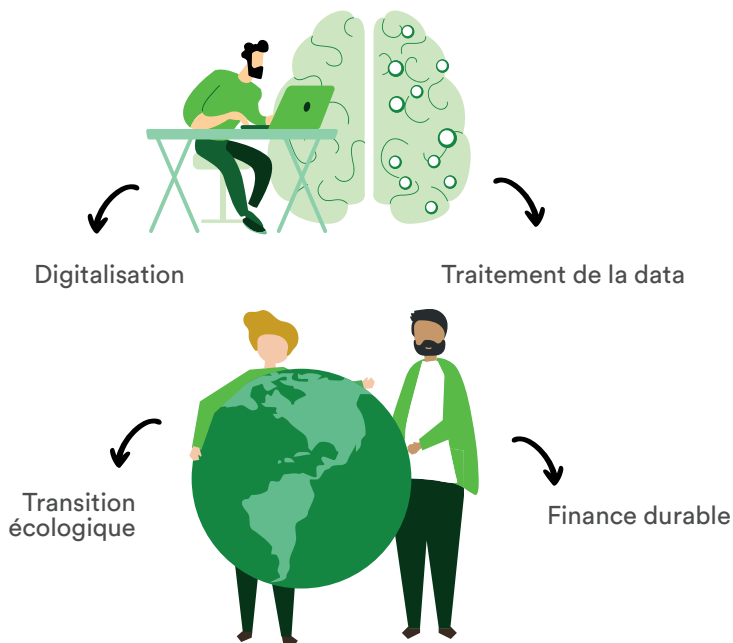 Digitalisation
Traitement de la data
Transition
écologique
Finance durable